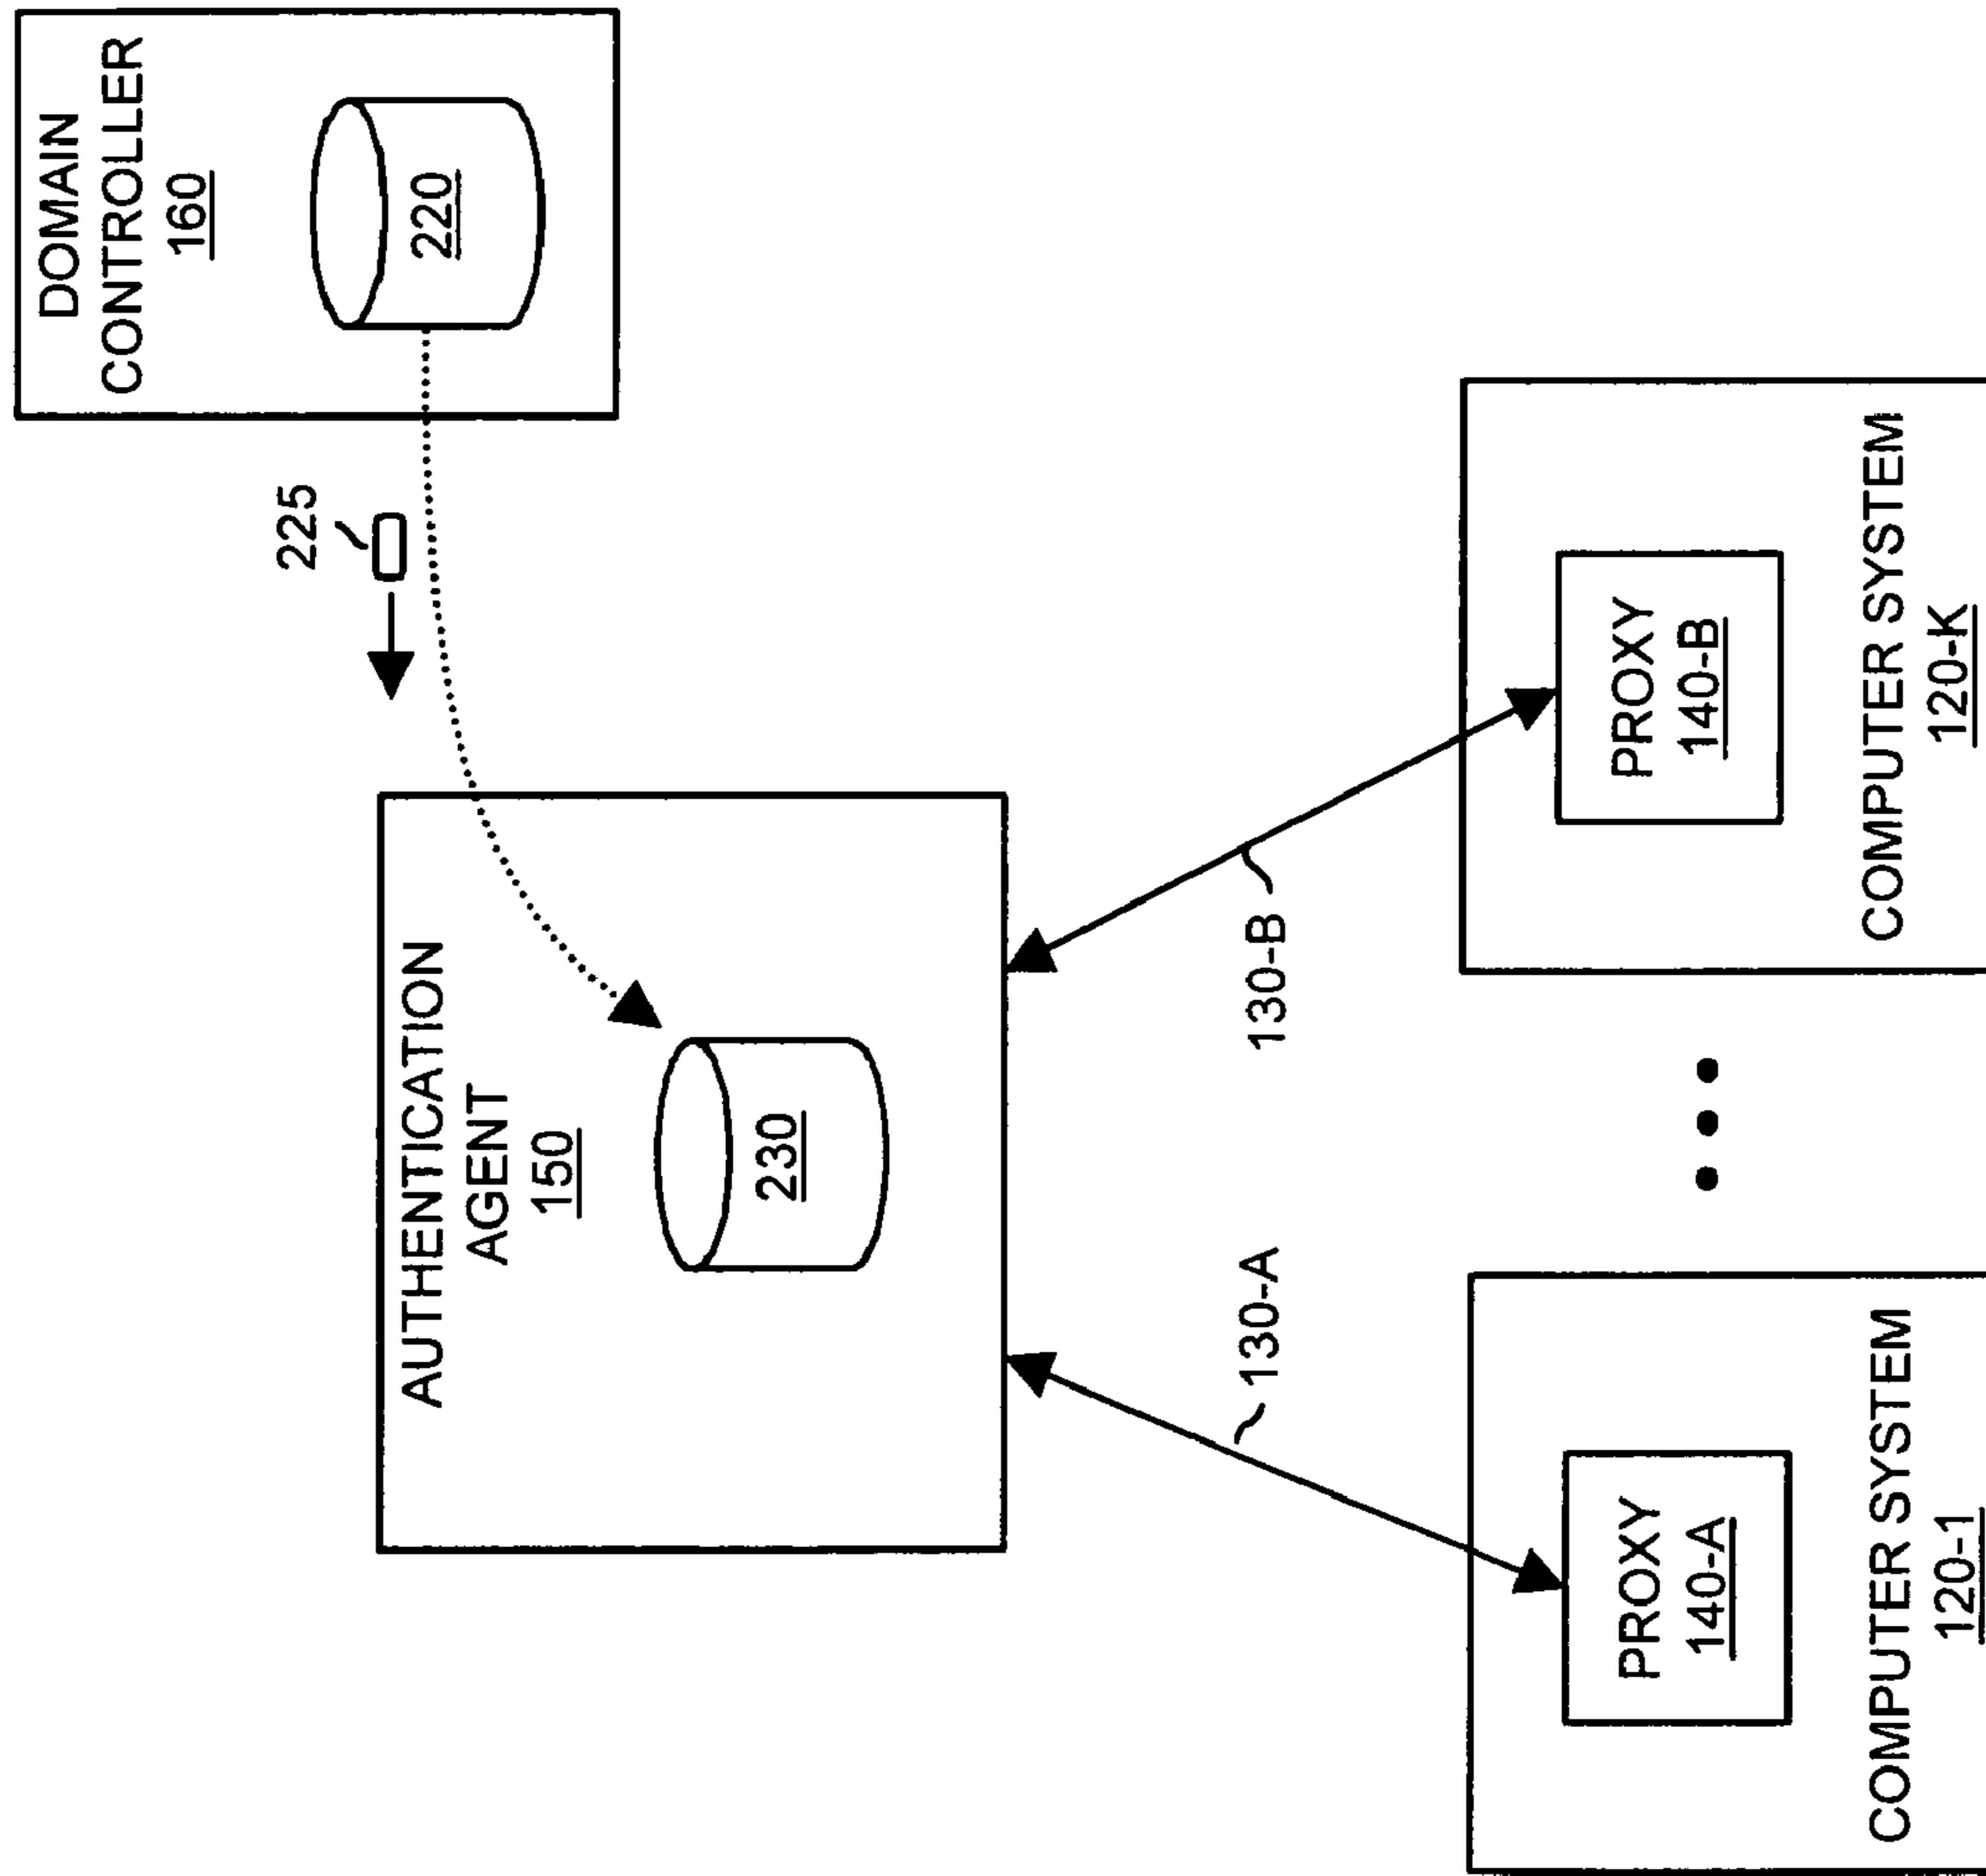 DOMAIN
CONTROLLER
160
220
225
AUTHENTICATION
AGENT
150
230
130-A
130-B
PROXY
140-A
COMPUTER SYSTEM
120-1
PROXY
140-B
COMPUTER SYSTEM
120-K